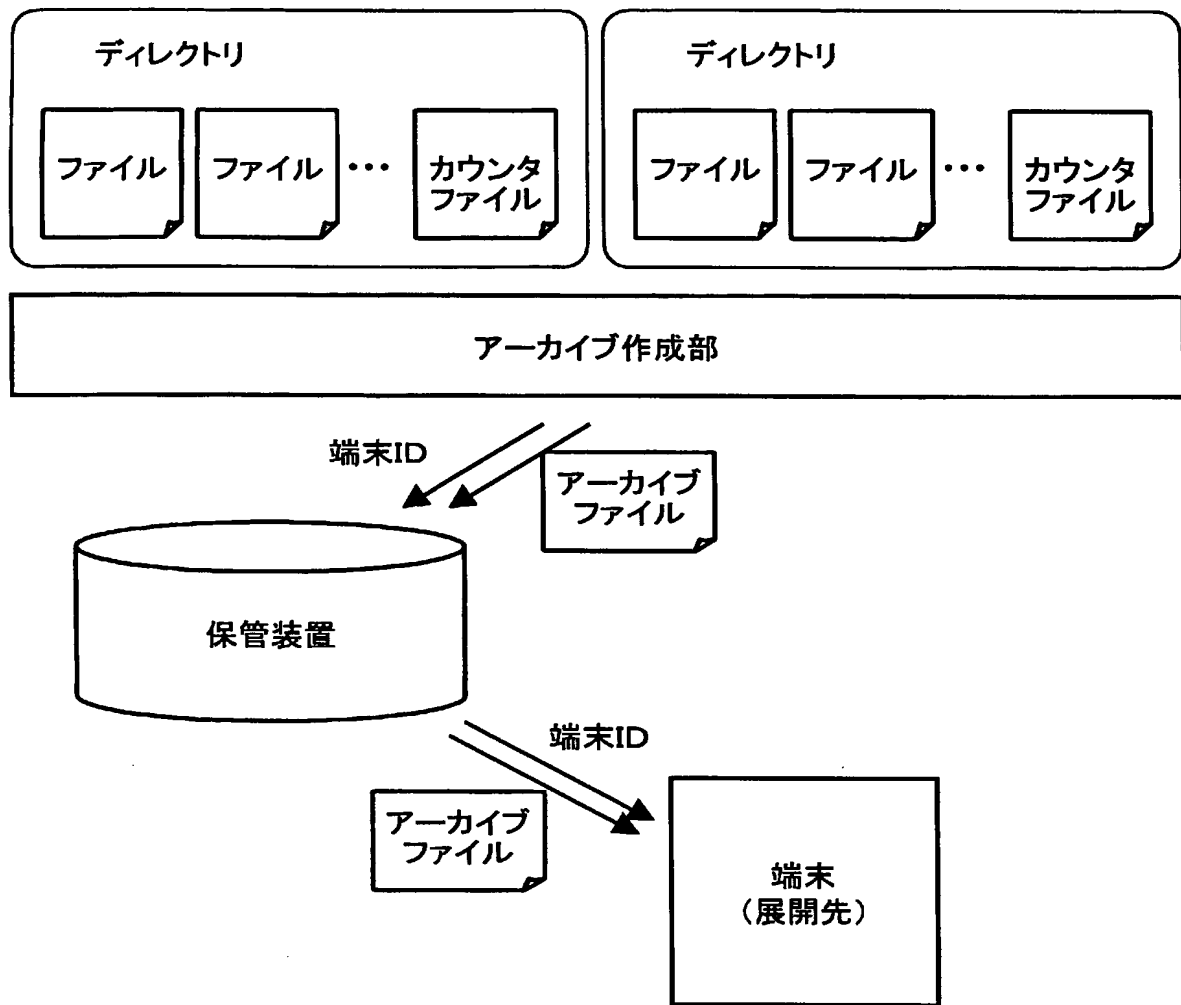 ディレクトリ
ファイル
ファイル
…
カウンタ
ファイル
ディレクトリ
ファイル
ファイル
…
カウンタ
ファイル
アーカイブ作成部
端末ID
アーカイブ
ファイル
保管装置
端末ID
アーカイブ
ファイル
端末
(展開先)